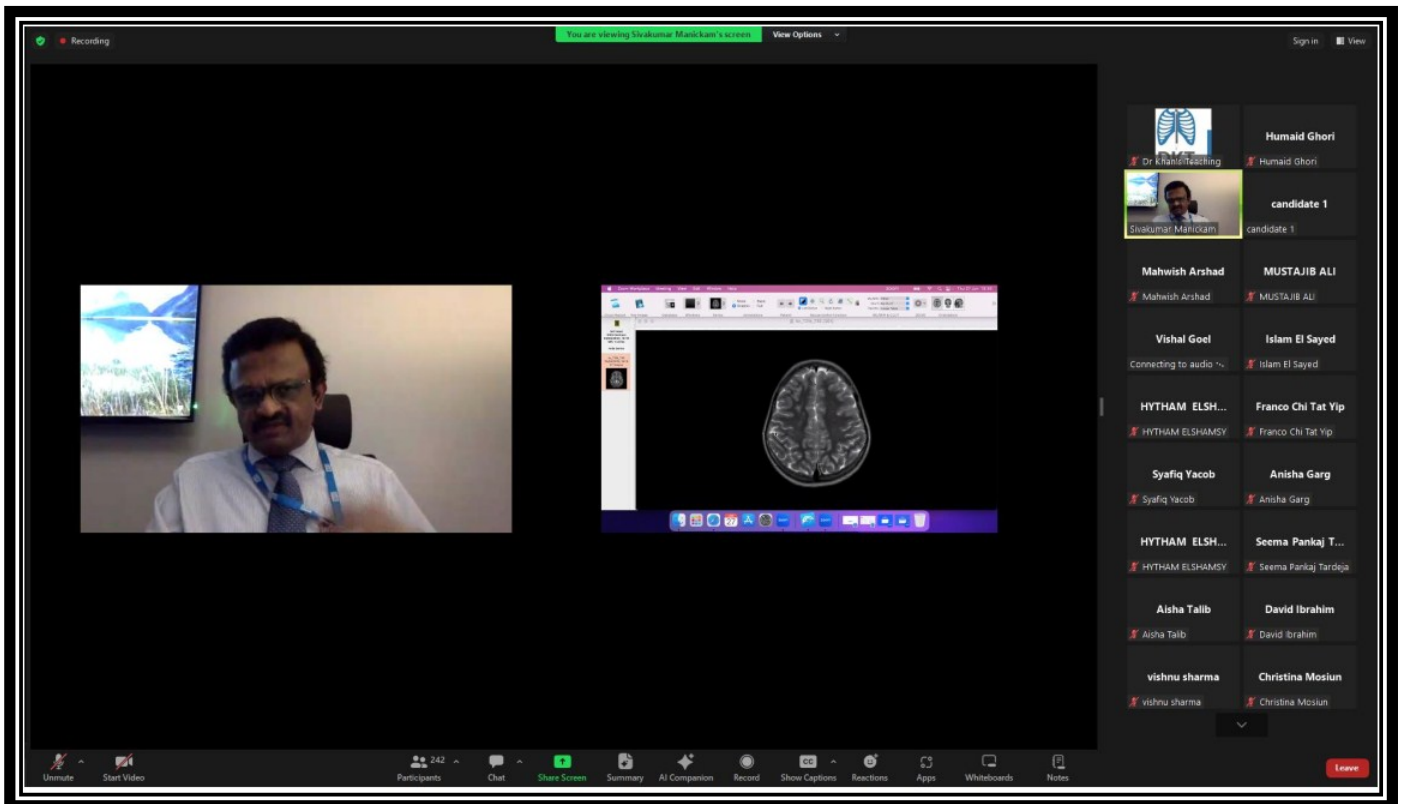 Recording
You are viewing Sivakumar Manickam's screen
View Options
Sign in
View
Dr Khan's Teaching
Humaid Ghori
Humaid Ghori
Sivakumar Manickam
candidate 1
candidate 1
Mahwish Arshad
Mahwish Arshad
MUSTAJIB ALI
MUSTAJIB ALI
Vishal Goel
Connecting to audio
Islam El Sayed
Islam El Sayed
HYTHAM ELSH...
HYTHAM ELSHAMSY
Franco Chi Tat Yip
Franco Chi Tat Yip
Syafiq Yacob
Syafiq Yacob
Anisha Garg
Anisha Garg
HYTHAM ELSH...
HYTHAM ELSHAMSY
Seema Pankaj T...
Seema Pankaj Tardeja
Aisha Talib
Aisha Talib
David Ibrahim
David Ibrahim
vishnu sharma
vishnu sharma
Christina Mosiun
Christina Mosiun
Unmute
Start Video
242
Participants
Chat
Share Screen
Summary
AI Companion
Record
CC
Show Captions
Reactions
Apps
Whiteboards
Notes
Leave